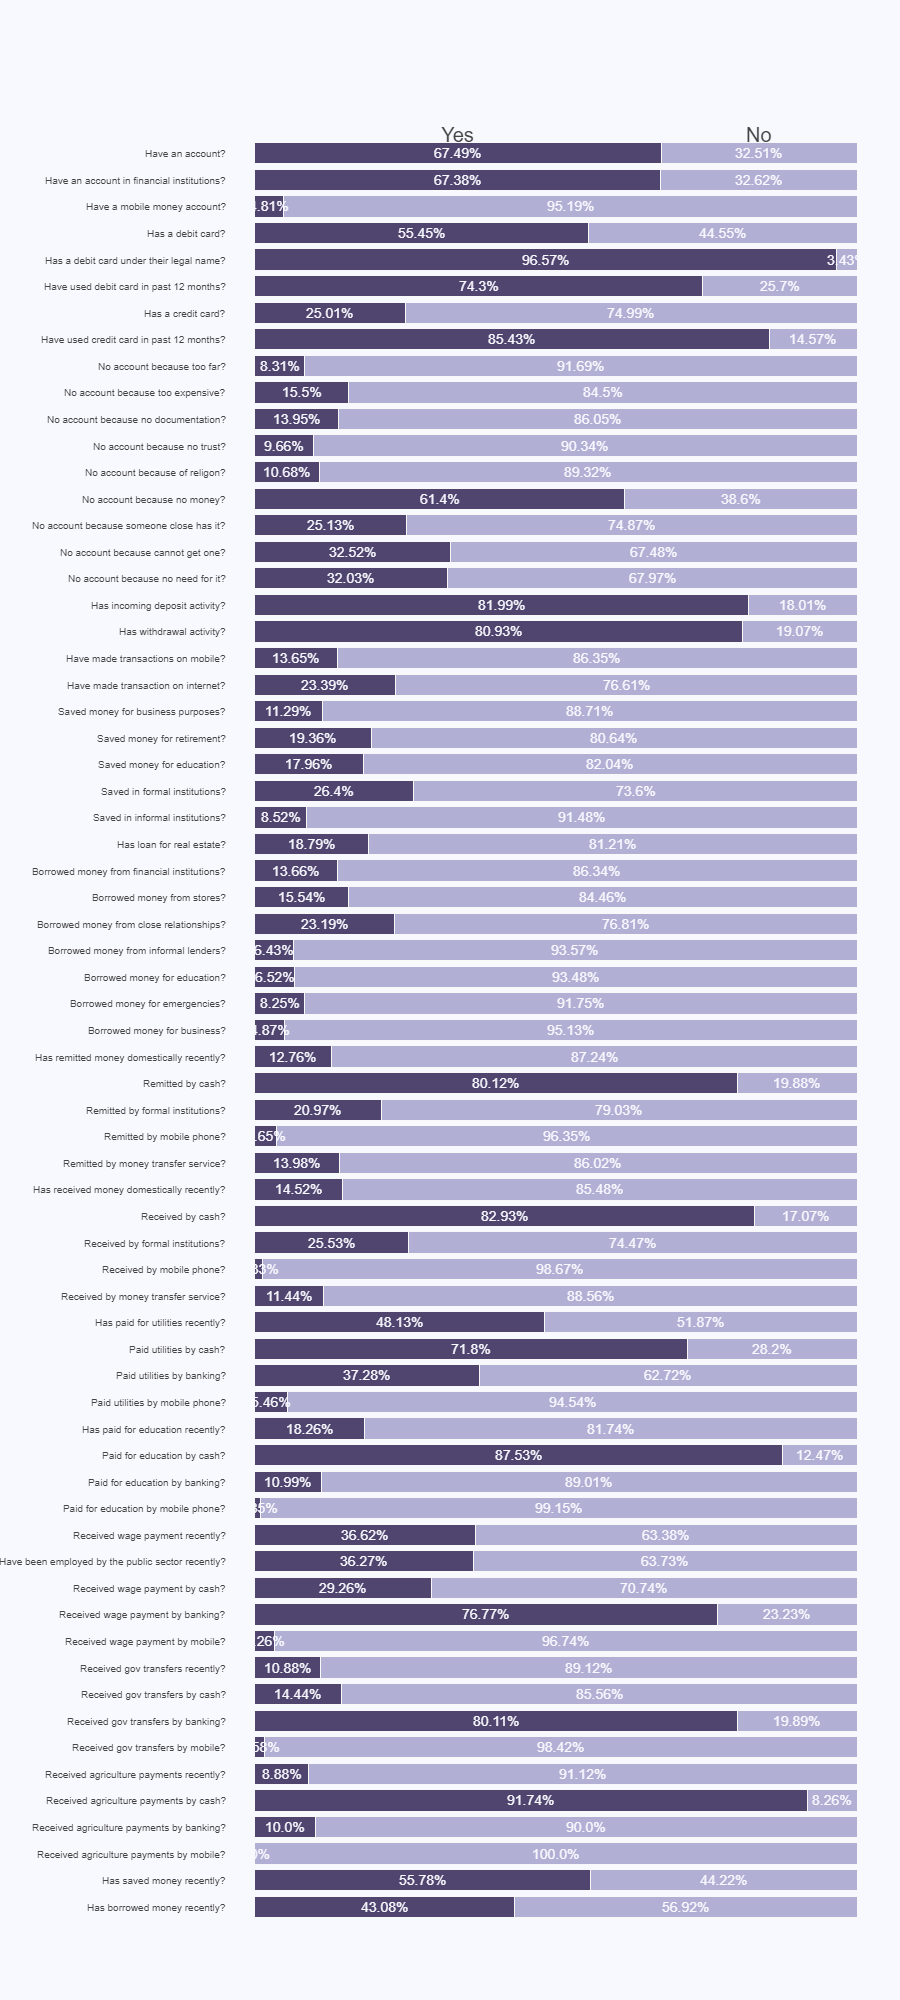 Yes No
Have an account? 67.49% 32.51%
Have an account in financial institutions? 67.38% 32.62%
Have a mobile money account? .81% 95.19%
Has a debit card? 55.45% 44.55%
Has a debit card under their legal name? 96.57% 3.43%
Have used debit card in past 12 months? 74.3% 25.7%
Has a credit card? 25.01% 74.99%
Have used credit card in past 12 months? 85.43% 14.57%
No account because too far? 8.31% 91.69%
No account because too expensive? 15.5% 84.5%
No account because no documentation? 13.95% 86.05%
No account because no trust? 9.66% 90.34%
No account because of religon? 10.68% 89.32%
No account because no money? 61.4% 38.6%
No account because someone close has it? 25.13% 74.87%
No account because cannot get one? 32.52% 67.48%
No account because no need for it? 32.03% 67.97%
Has incoming deposit activity? 81.99% 18.01%
Has withdrawal activity? 80.93% 19.07%
Have made transactions on mobile? 13.65% 86.35%
Have made transaction on internet? 23.39% 76.61%
Saved money for business purposes? 11.29% 88.71%
Saved money for retirement? 19.36% 80.64%
Saved money for education? 17.96% 82.04%
Saved in formal institutions? 26.4% 73.6%
Saved in informal institutions? 8.52% 91.48%
Has loan for real estate? 18.79% 81.21%
Borrowed money from financial institutions? 13.66% 86.34%
Borrowed money from stores? 15.54% 84.46%
Borrowed money from close relationships? 23.19% 76.81%
Borrowed money from informal lenders? 6.43% 93.57%
Borrowed money for education? 6.52% 93.48%
Borrowed money for emergencies? 8.25% 91.75%
Borrowed money for business? 4.87% 95.13%
Has remitted money domestically recently? 12.76% 87.24%
Remitted by cash? 80.12% 19.88%
Remitted by formal institutions? 20.97% 79.03%
Remitted by mobile phone? .65% 96.35%
Remitted by money transfer service? 13.98% 86.02%
Has received money domestically recently? 14.52% 85.48%
Received by cash? 82.93% 17.07%
Received by formal institutions? 25.53% 74.47%
Received by mobile phone? 33% 98.67%
Received by money transfer service? 11.44% 88.56%
Has paid for utilities recently? 48.13% 51.87%
Paid utilities by cash? 71.8% 28.2%
Paid utilities by banking? 37.28% 62.72%
Paid utilities by mobile phone? 5.46% 94.54%
Has paid for education recently? 18.26% 81.74%
Paid for education by cash? 87.53% 12.47%
Paid for education by banking? 10.99% 89.01%
Paid for education by mobile phone? 85% 99.15%
Received wage payment recently? 36.62% 63.38%
Have been employed by the public sector recently? 36.27% 63.73%
Received wage payment by cash? 29.26% 70.74%
Received wage payment by banking? 76.77% 23.23%
Received wage payment by mobile? .26% 96.74%
Received gov transfers recently? 10.88% 89.12%
Received gov transfers by cash? 14.44% 85.56%
Received gov transfers by banking? 80.11% 19.89%
Received gov transfers by mobile? 58% 98.42%
Received agriculture payments recently? 8.88% 91.12%
Received agriculture payments by cash? 91.74% 8.26%
Received agriculture payments by banking? 10.0% 90.0%
Received agriculture payments by mobile? 0% 100.0%
Has saved money recently? 55.78% 44.22%
Has borrowed money recently? 43.08% 56.92%